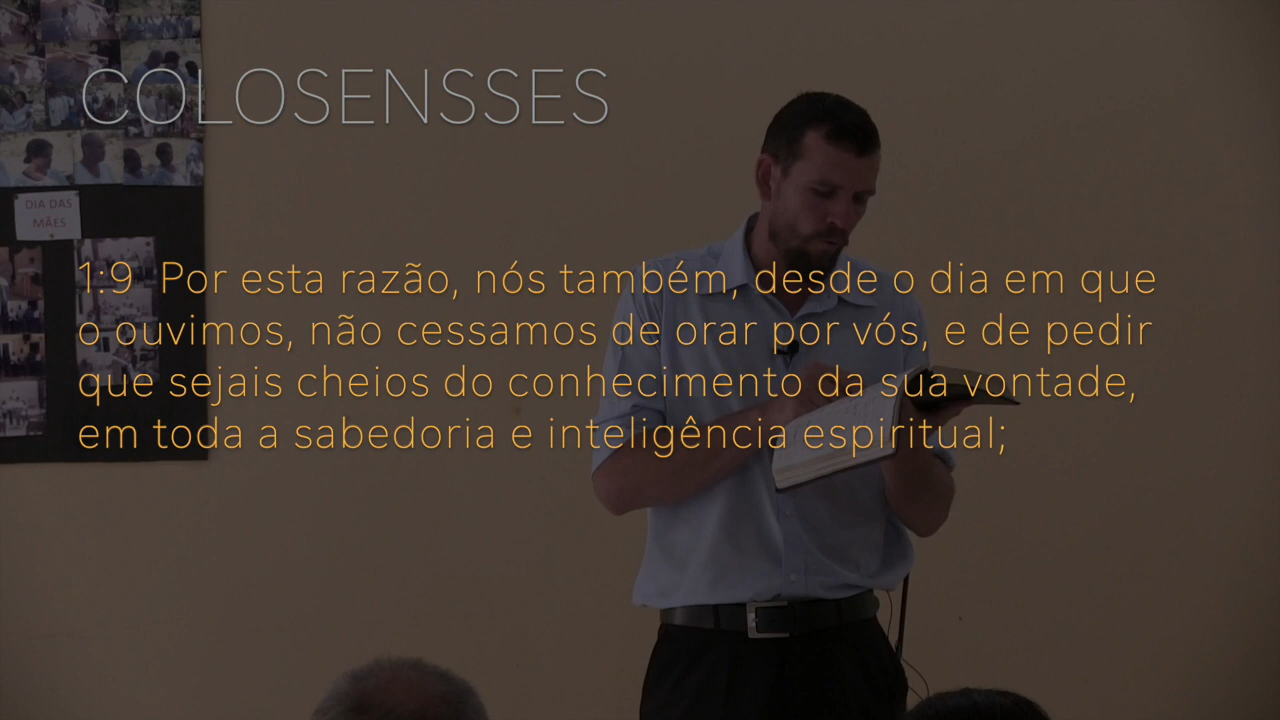 COLOSENSSES
DIA DAS
MÃES
1:9 Por esta razão, nós também, desde o dia em que
o ouvimos, não cessamos de orar por vós, e de pedir
que sejais cheios do conhecimento da sua vontade,
em toda a sabedoria e inteligência espiritual;